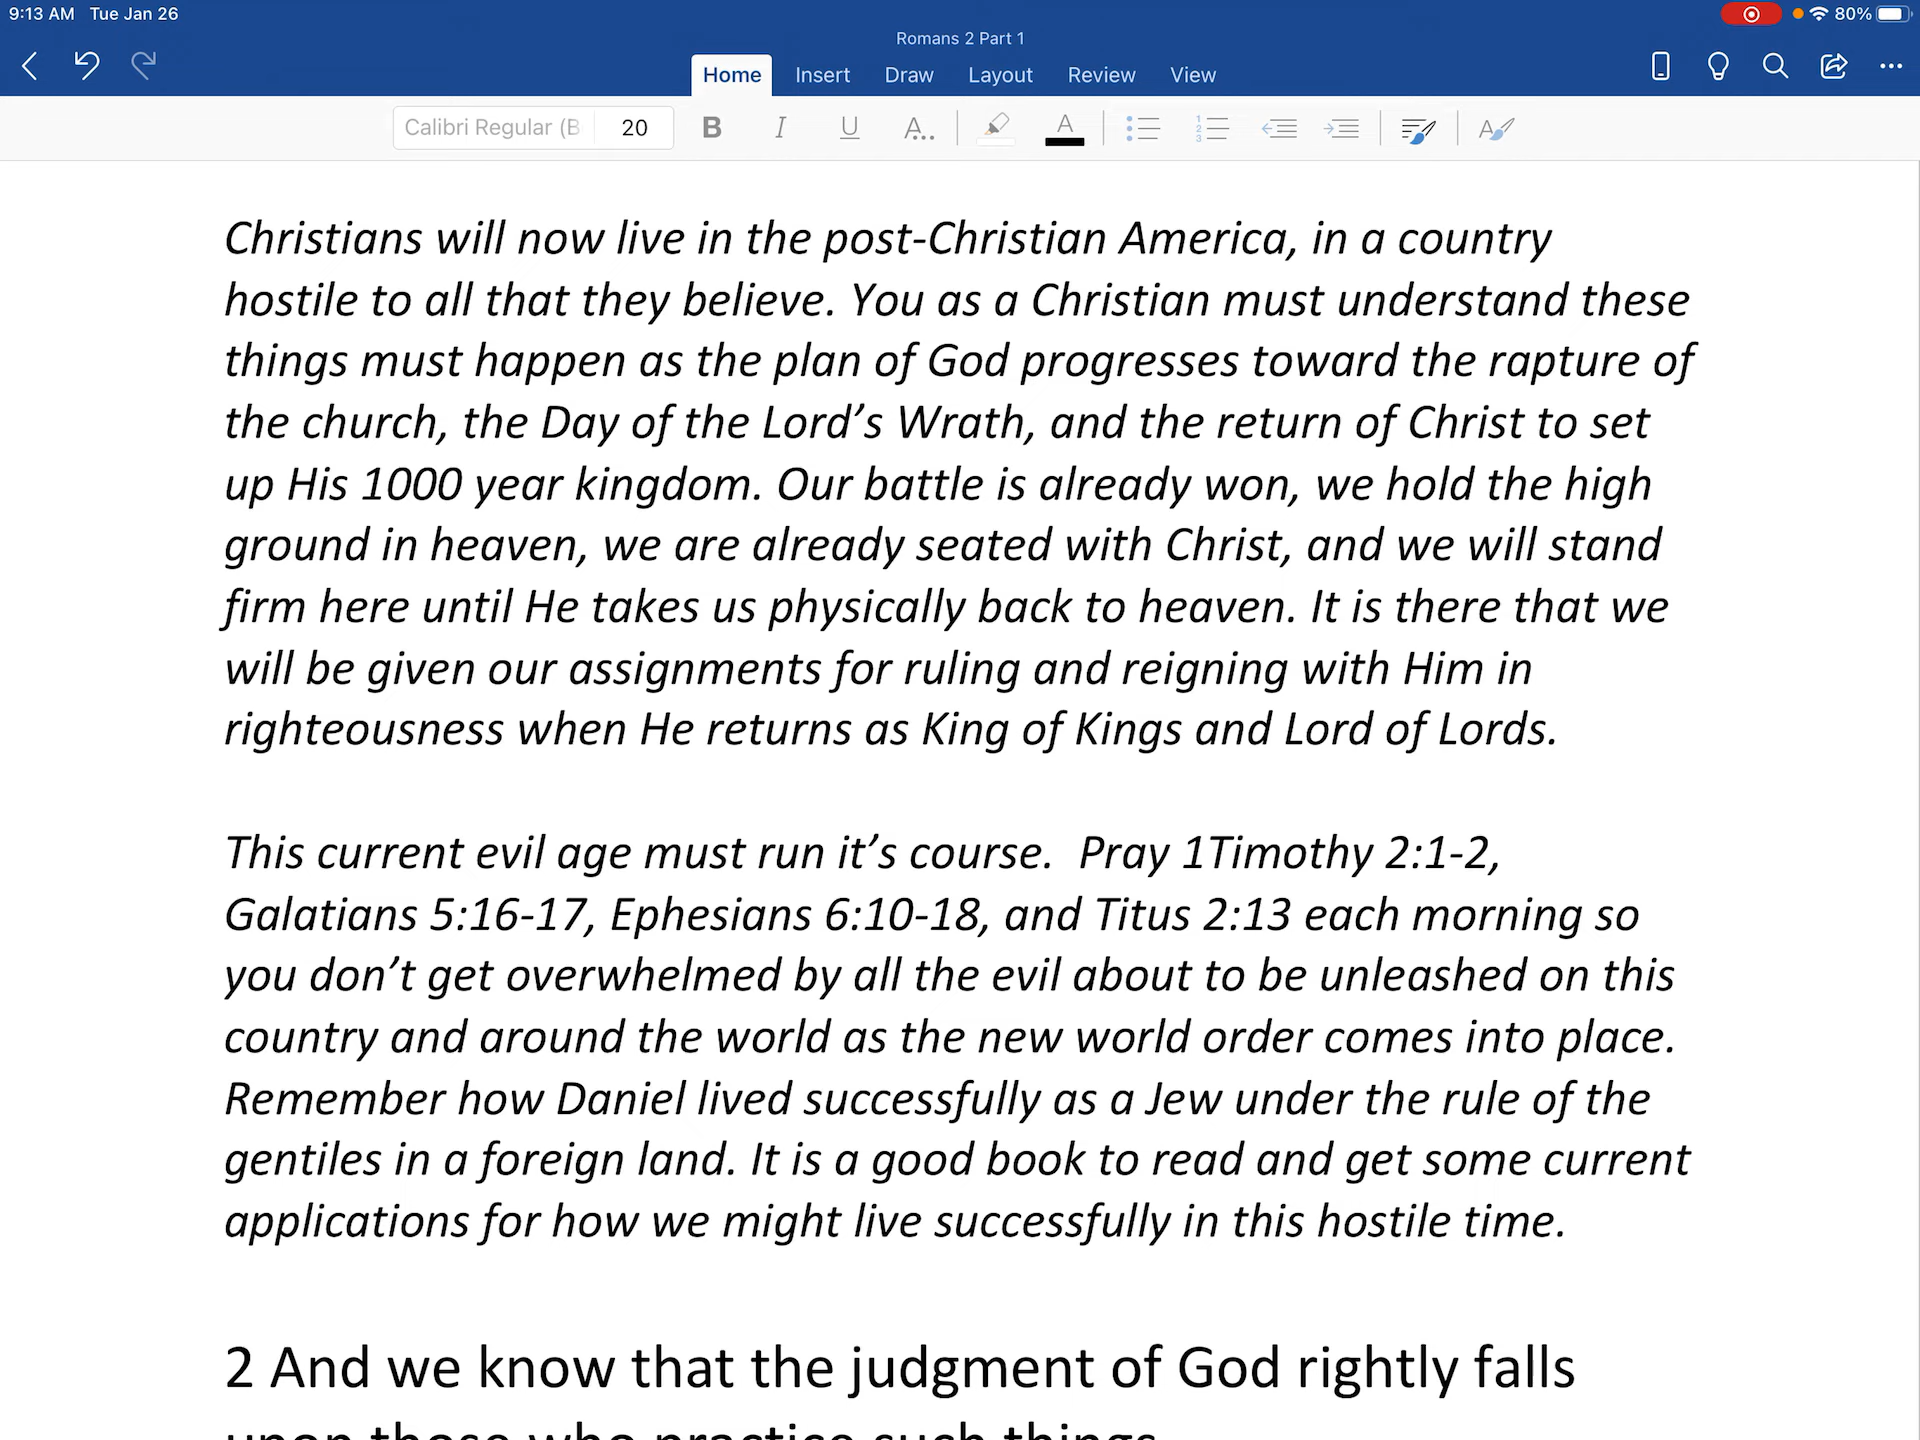 9:13 AM Tue Jan 26
80%
Romans 2 Part 1
Home Insert Draw Layout Review View
Calibri Regular (B 20 B I U A.. A A
Christians will now live in the post-Christian America, in a country
hostile to all that they believe. You as a Christian must understand these
things must happen as the plan of God progresses toward the rapture of
the church, the Day of the Lord’s Wrath, and the return of Christ to set
up His 1000 year kingdom. Our battle is already won, we hold the high
ground in heaven, we are already seated with Christ, and we will stand
firm here until He takes us physically back to heaven. It is there that we
will be given our assignments for ruling and reigning with Him in
righteousness when He returns as King of Kings and Lord of Lords.
This current evil age must run it’s course.  Pray 1Timothy 2:1-2,
Galatians 5:16-17, Ephesians 6:10-18, and Titus 2:13 each morning so
you don’t get overwhelmed by all the evil about to be unleashed on this
country and around the world as the new world order comes into place.
Remember how Daniel lived successfully as a Jew under the rule of the
gentiles in a foreign land. It is a good book to read and get some current
applications for how we might live successfully in this hostile time.
2 And we know that the judgment of God rightly falls
upon those who practice such things